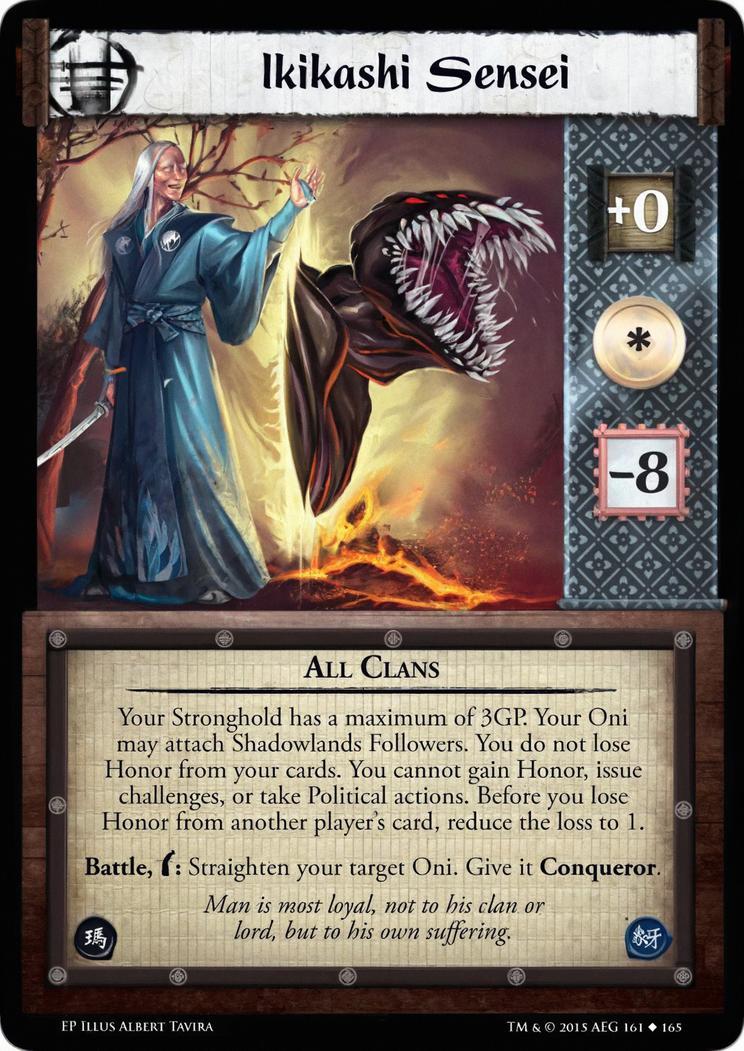 Ikikashi Sensei
+0
*
-8
All Clans
Your Stronghold has a maximum of 3GP. Your Oni
may attach Shadowlands Followers. You do not lose
Honor from your cards. You cannot gain Honor, issue
challenges, or take Political actions. Before you lose
Honor from another player's card, reduce the loss to 1.
Battle, : Straighten your target Oni. Give it Conqueror.
Man is most loyal, not to his clan or
lord, but to his own suffering.
瑪
EP Illus Albert Tavira
TM & © 2015 AEG 161 ◆ 165